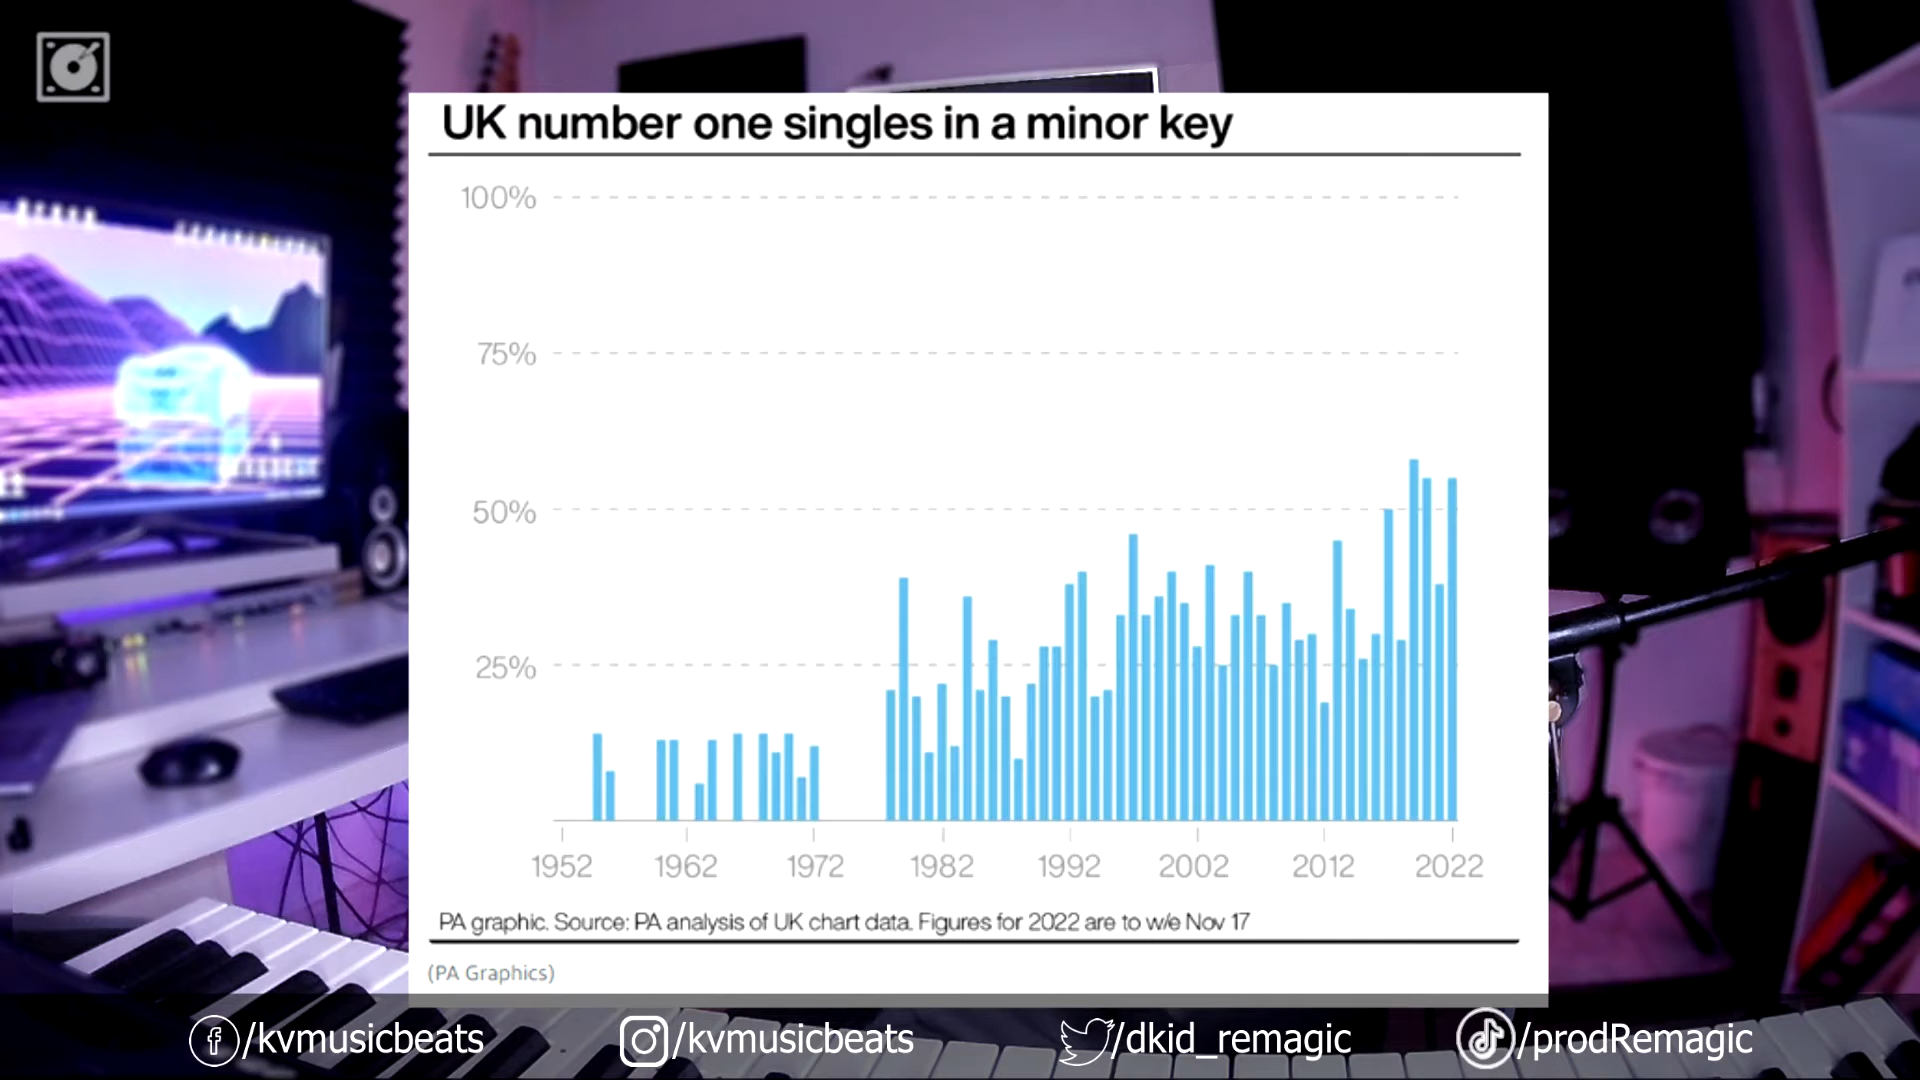 UK number one singles in a minor key
100%
75%
50%
25%
1952 1962 1972 1982 1992 2002 2012 2022
PA graphic. Source: PA analysis of UK chart data. Figures for 2022 are to w/e Nov 17
(PA Graphics)
/kvmusicbeats /kvmusicbeats /dkid_remagic /prodRemagic